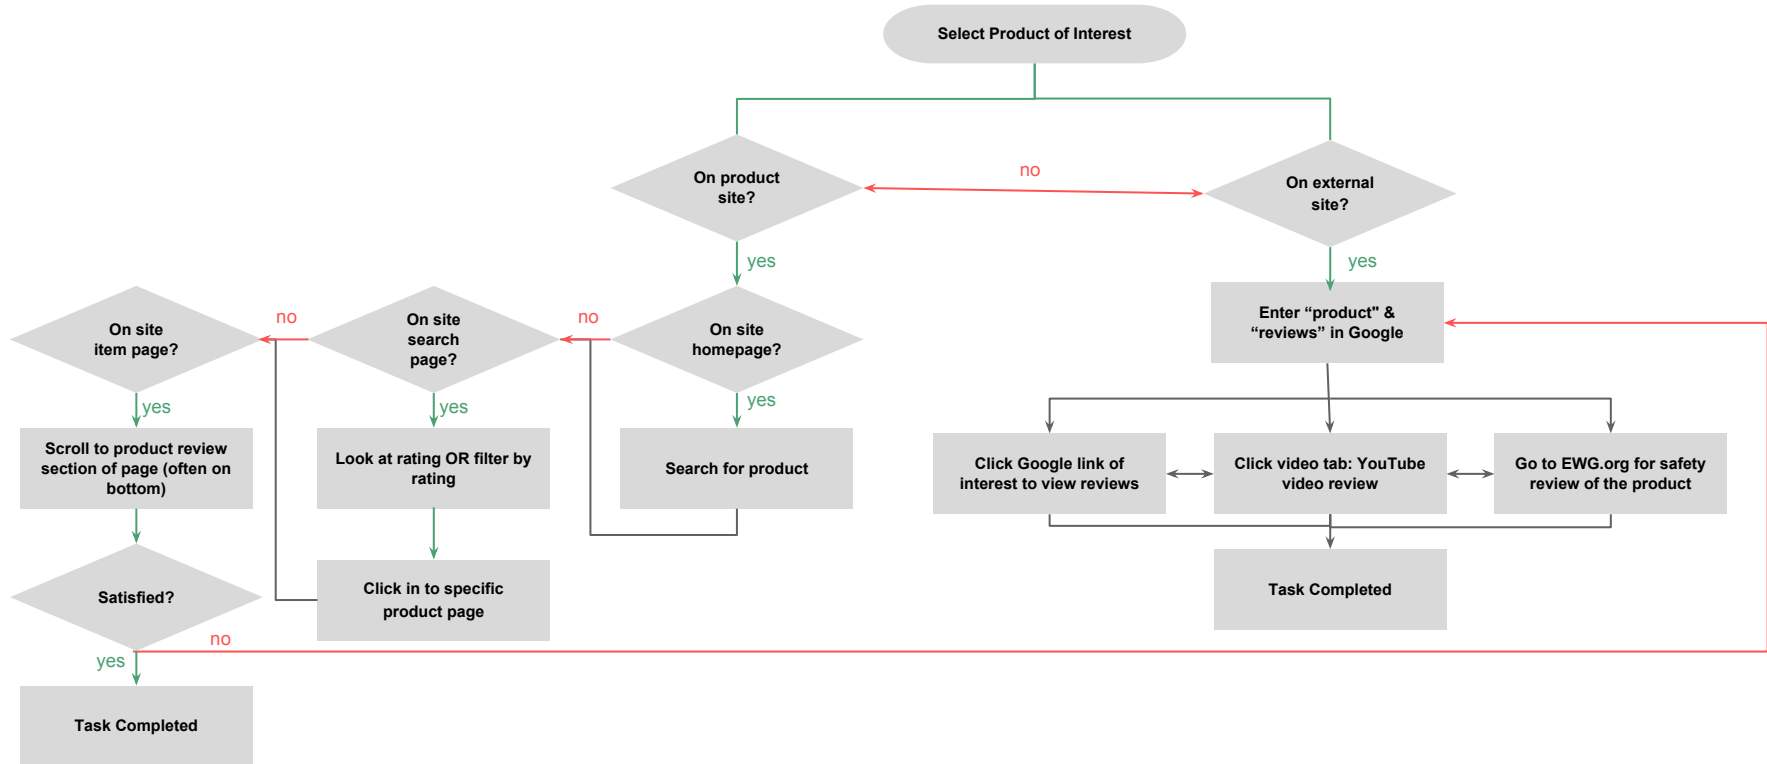 Select Product of Interest
On product
site?
no
On external
site?
yes
yes
On site
item page?
no
On site
search
page?
no
On site
homepage?
Enter “product" &
“reviews” in Google
yes
yes
yes
Scroll to product review
section of page (often on
bottom)
Look at rating OR filter by
rating
Search for product
Click Google link of
interest to view reviews
Click video tab: YouTube
video review
Go to EWG.org for safety
review of the product
Satisfied?
Click in to specific
product page
Task Completed
no
yes
Task Completed